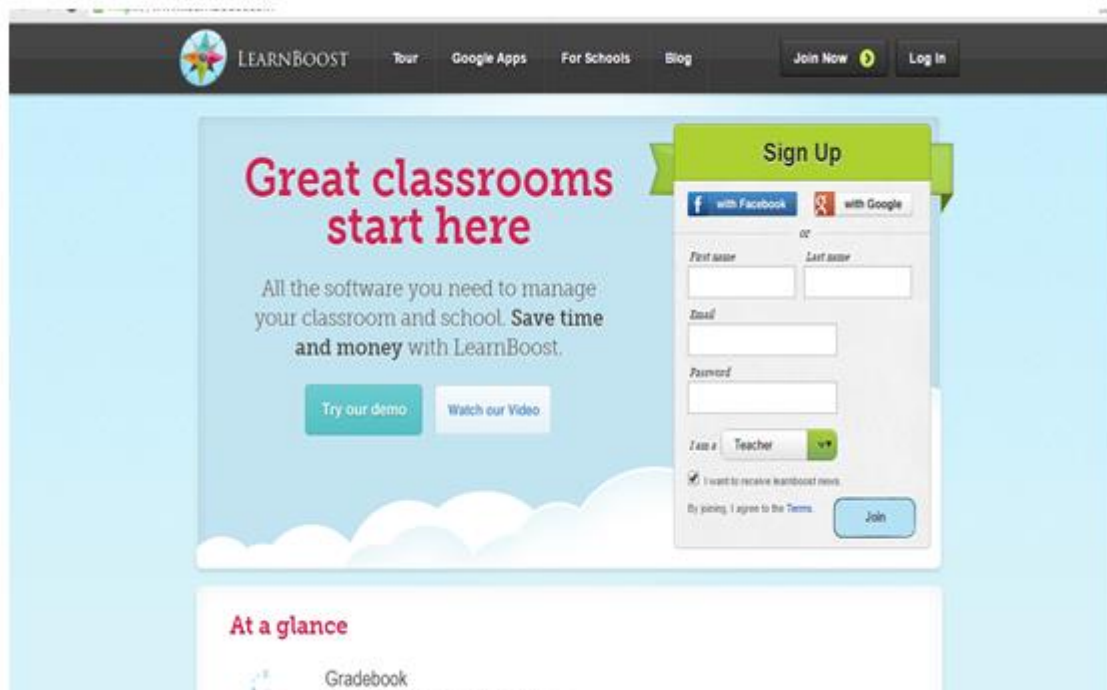 LEARNBOOST Tour Google Apps For Schools Blog Join Now Log In
Great classrooms
start here
All the software you need to manage
your classroom and school. Save time
and money with LearnBoost.
Try our demo Watch our Video
Sign Up
f with Facebook g with Google
or
First name Last name
Email
Password
I am a Teacher
I want to receive learnboost news.
By joining, I agree to the Terms.
Join
At a glance
Gradebook